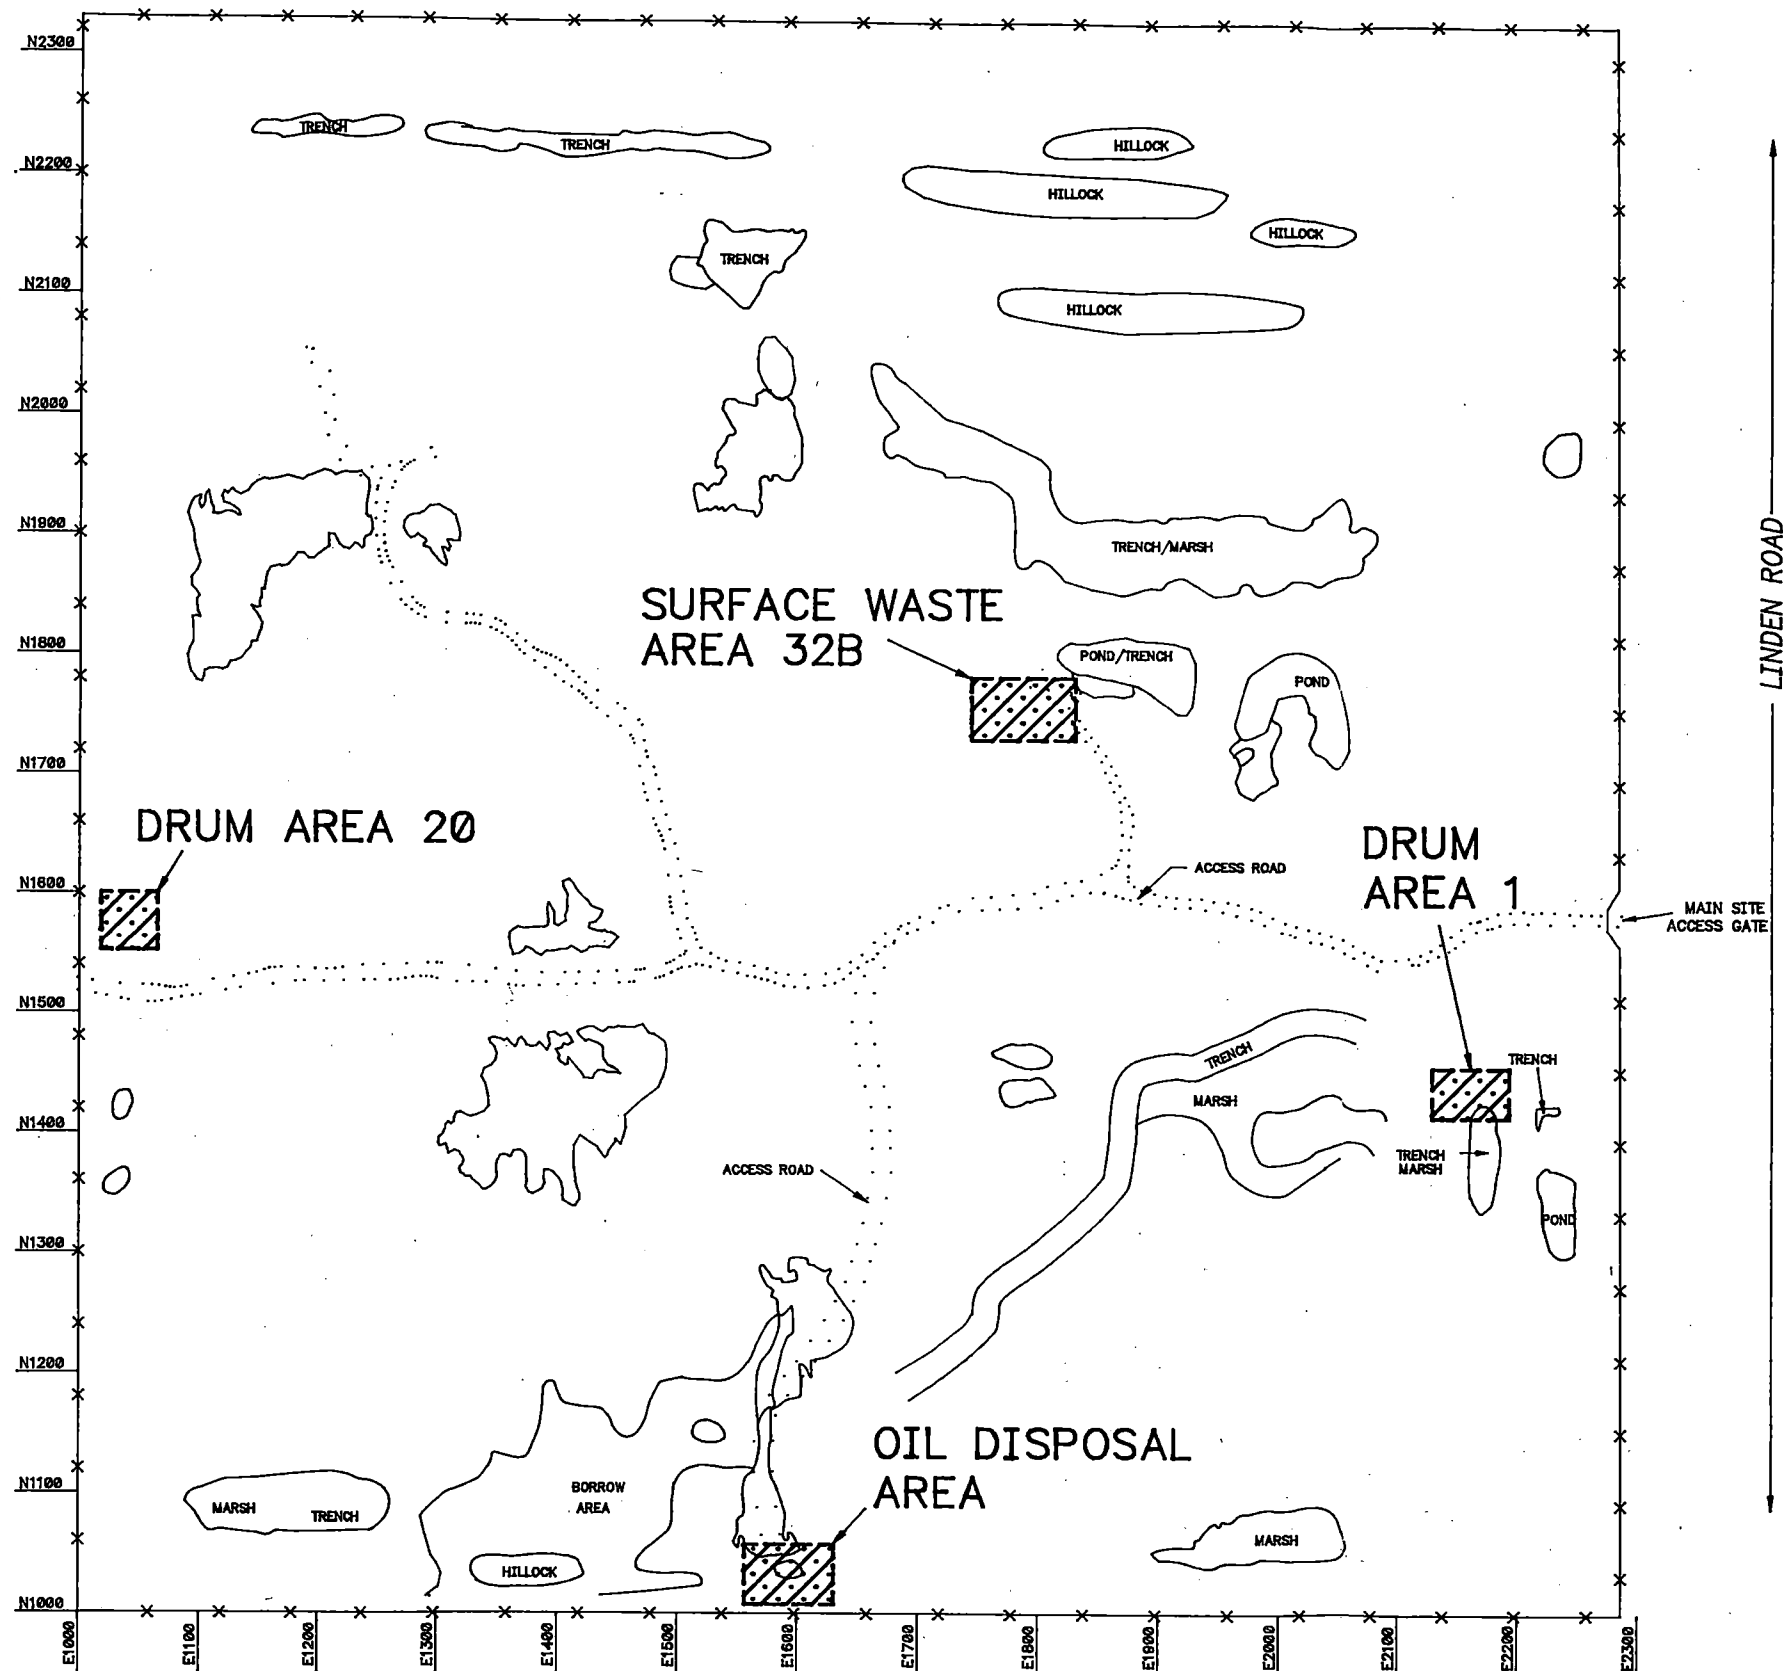 N2300
TRENCH
TRENCH
HILLOCK
N2200
HILLOCK
HILLOCK
TRENCH
N2100
HILLOCK
N2000
N1900
TRENCH/MARSH
LINDEN ROAD
SURFACE WASTE
AREA 32B
N1800
POND/TRENCH
POND
N1700
DRUM AREA 20
DRUM
AREA 1
ACCESS ROAD
N1600
MAIN SITE
ACCESS GATE
N1500
TRENCH
TRENCH
MARSH
N1400
TRENCH
MARSH
ACCESS ROAD
POND
N1300
N1200
OIL DISPOSAL
AREA
N1100
BORROW
AREA
MARSH
TRENCH
MARSH
HILLOCK
N1000
E1000
E1100
E1200
E1300
E1400
E1500
E1600
E1700
E1800
E1900
E2000
E2100
E2200
E2300